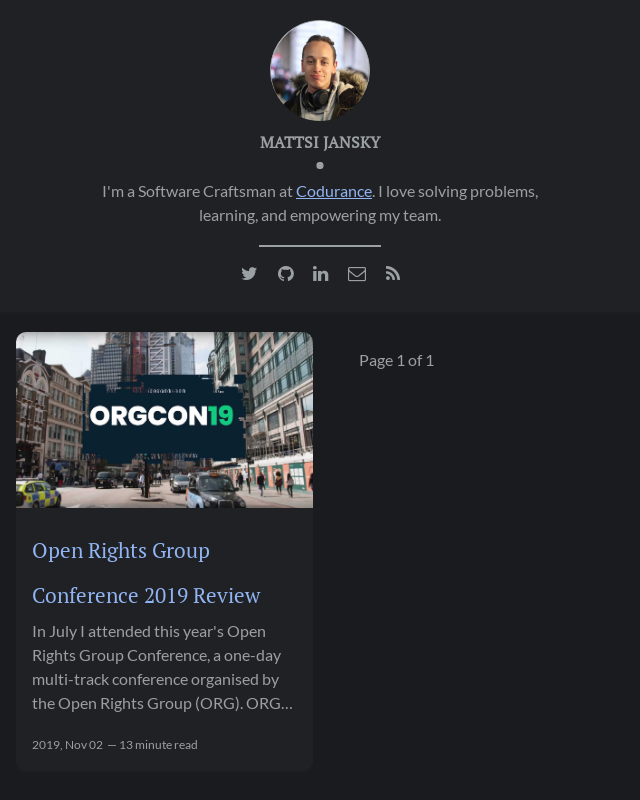 MATTSI JANSKY
I'm a Software Craftsman at Codurance. I love solving problems,
learning, and empowering my team.
ORGCON19
Page 1 of 1
Open Rights Group
Conference 2019 Review
In July I attended this year's Open
Rights Group Conference, a one-day
multi-track conference organised by
the Open Rights Group (ORG). ORG…
2019, Nov 02 — 13 minute read